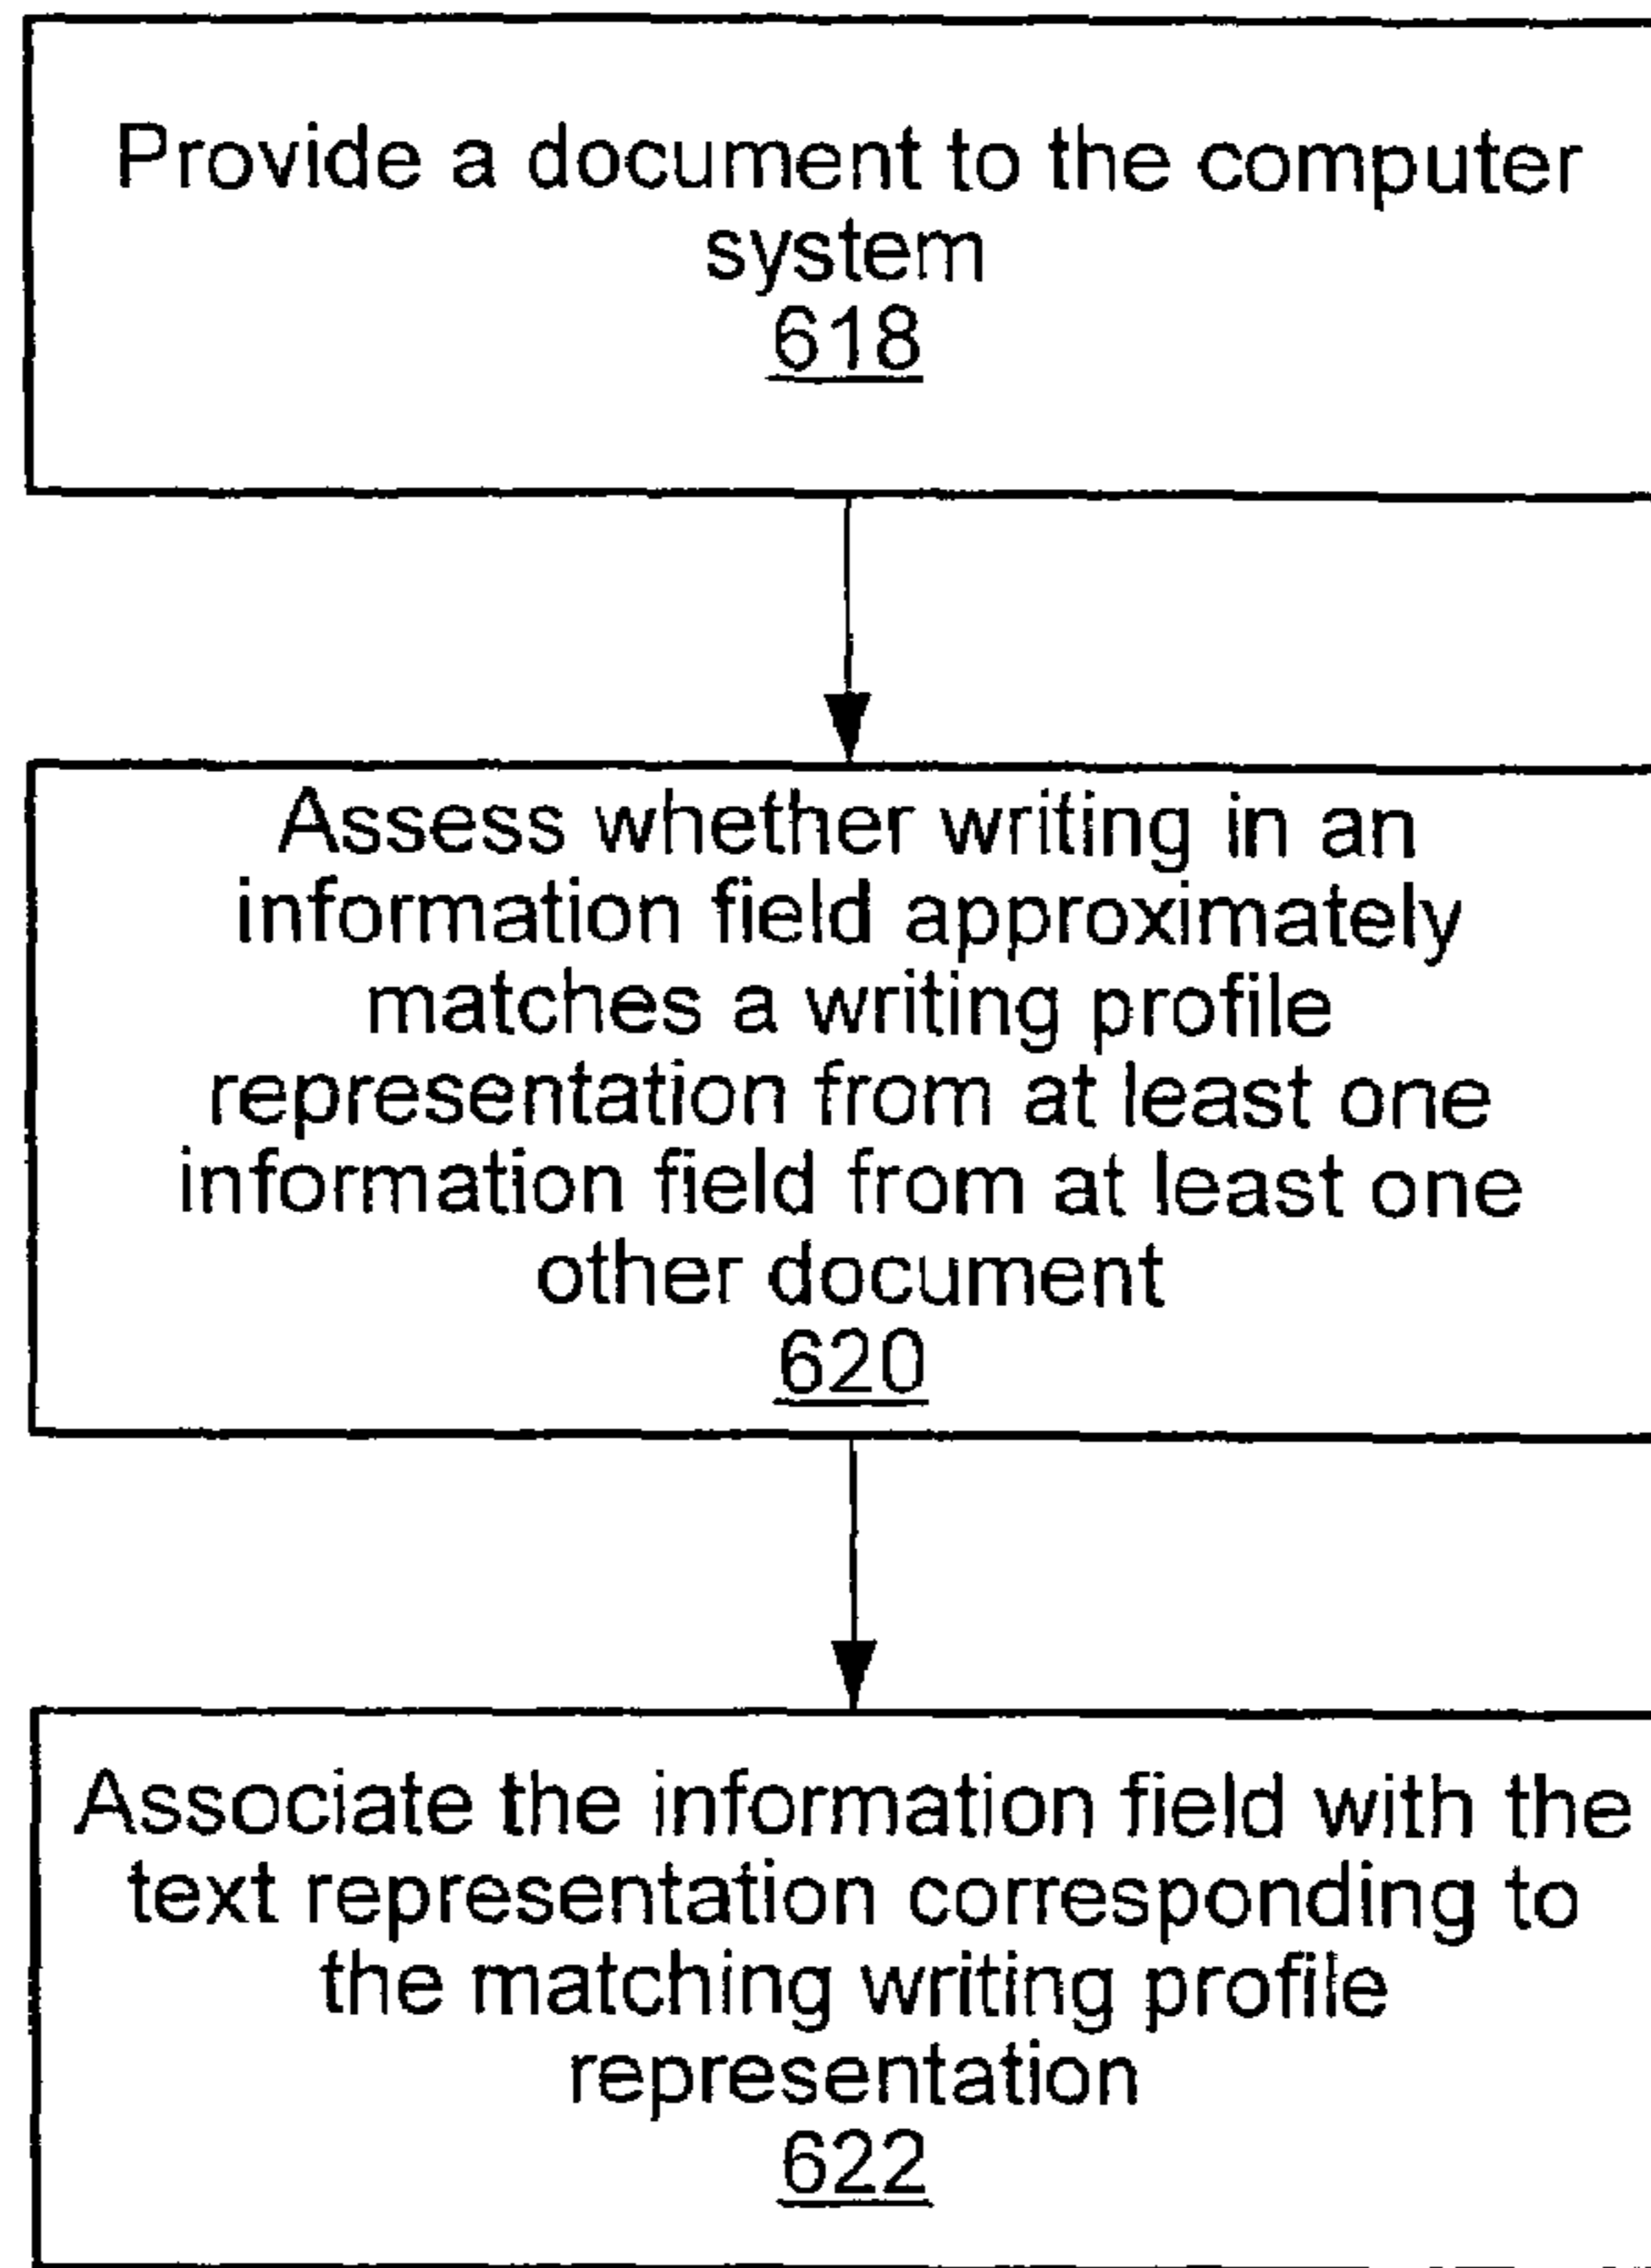 Provide a document to the computer
system
618
Assess whether writing in an
information field approximately
matches a writing profile
representation from at least one
information field from at least one
other document
620
Associate the information field with the
text representation corresponding to
the matching writing profile
representation
622